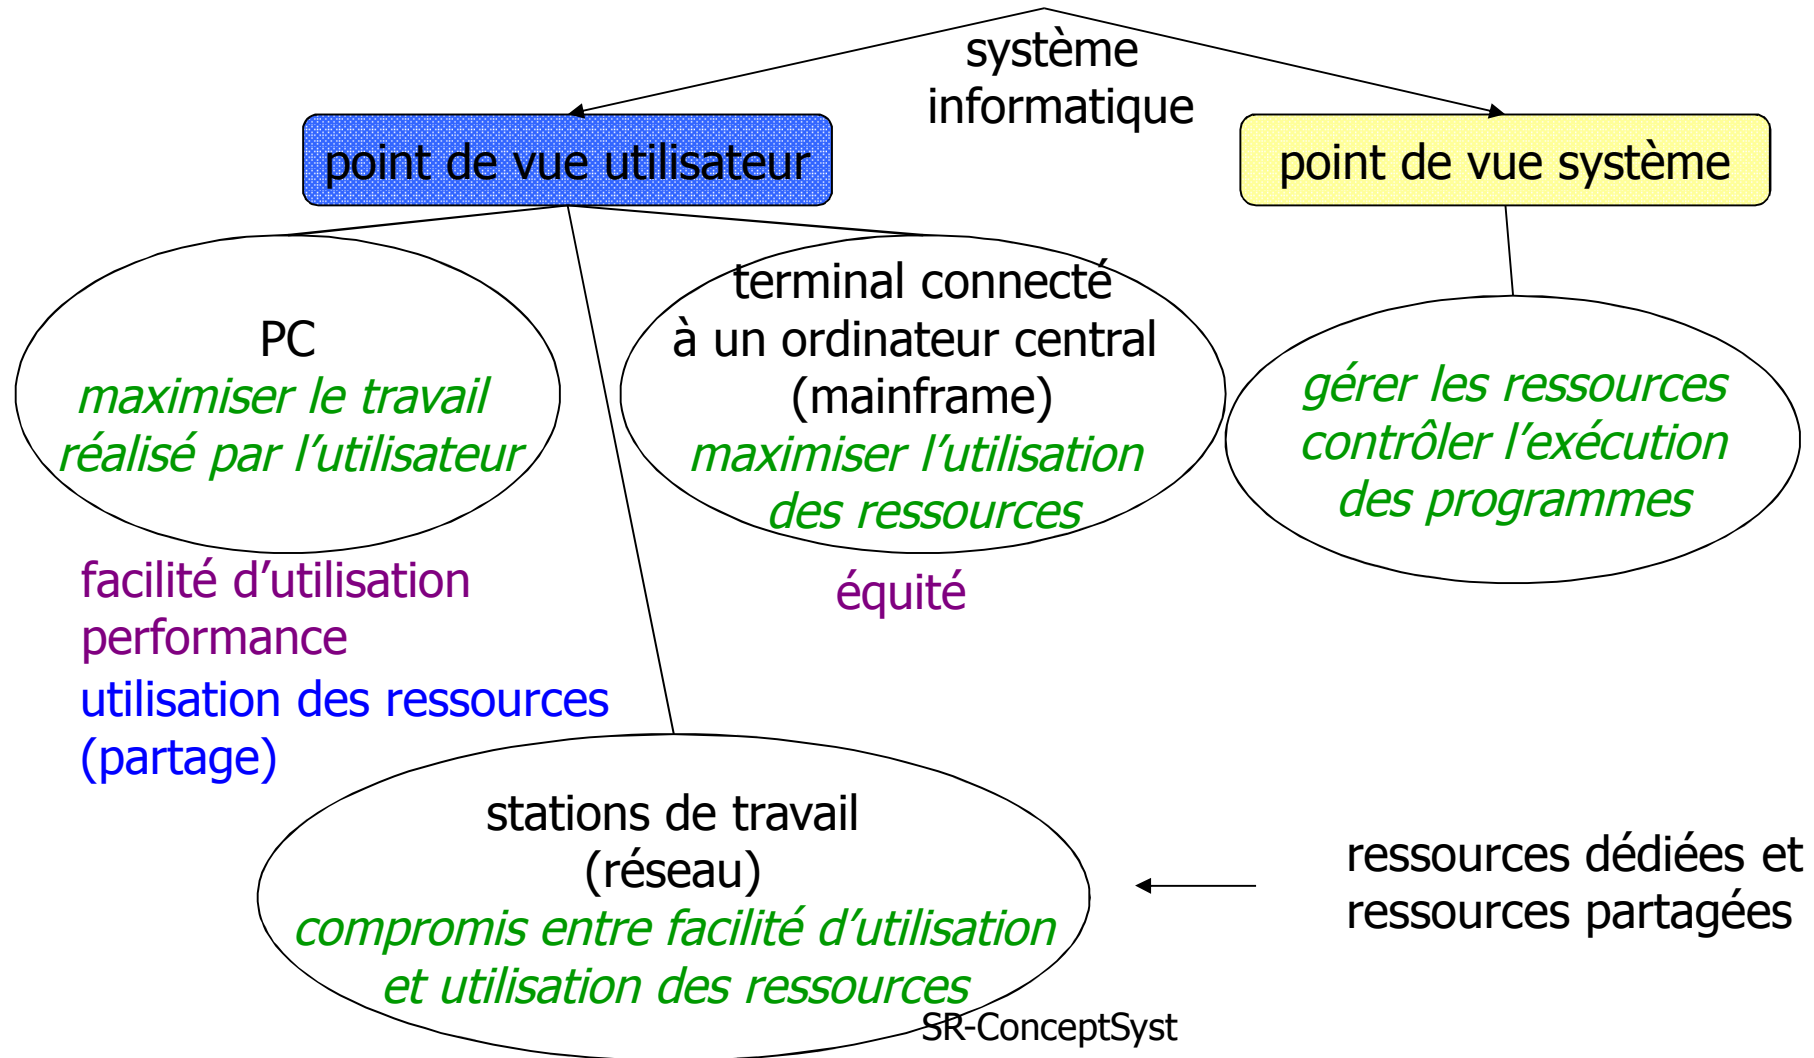 système
informatique
point de vue utilisateur
point de vue système
PC
maximiser le travail
réalisé par l’utilisateur
terminal connecté
à un ordinateur central
(mainframe)
maximiser l’utilisation
des ressources
gérer les ressources
contrôler l’exécution
des programmes
facilité d’utilisation
performance
équité
utilisation des ressources
(partage)
stations de travail
(réseau)
compromis entre facilité d’utilisation
et utilisation des ressources
ressources dédiées et
ressources partagées
SR-ConceptSyst